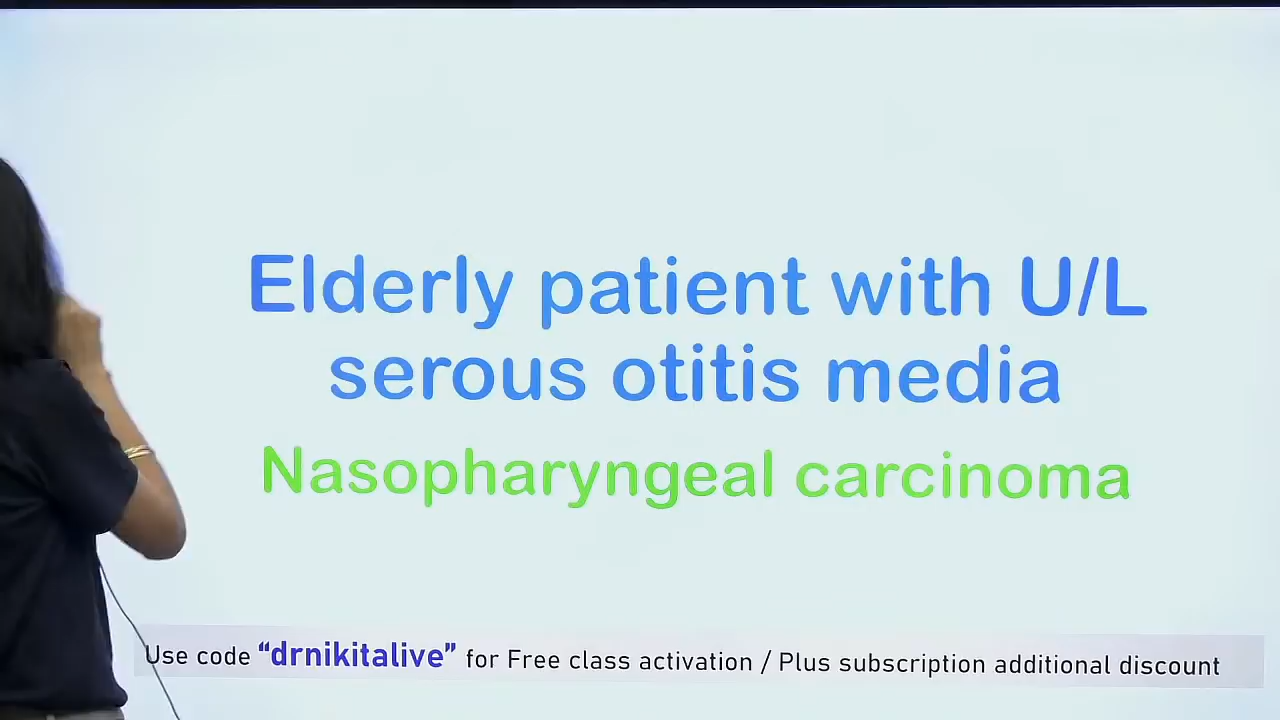 Elderly patient with U/L
serous otitis media
Nasopharyngeal carcinoma
Use code “drnikitalive” for Free class activation / Plus subscription additional discount